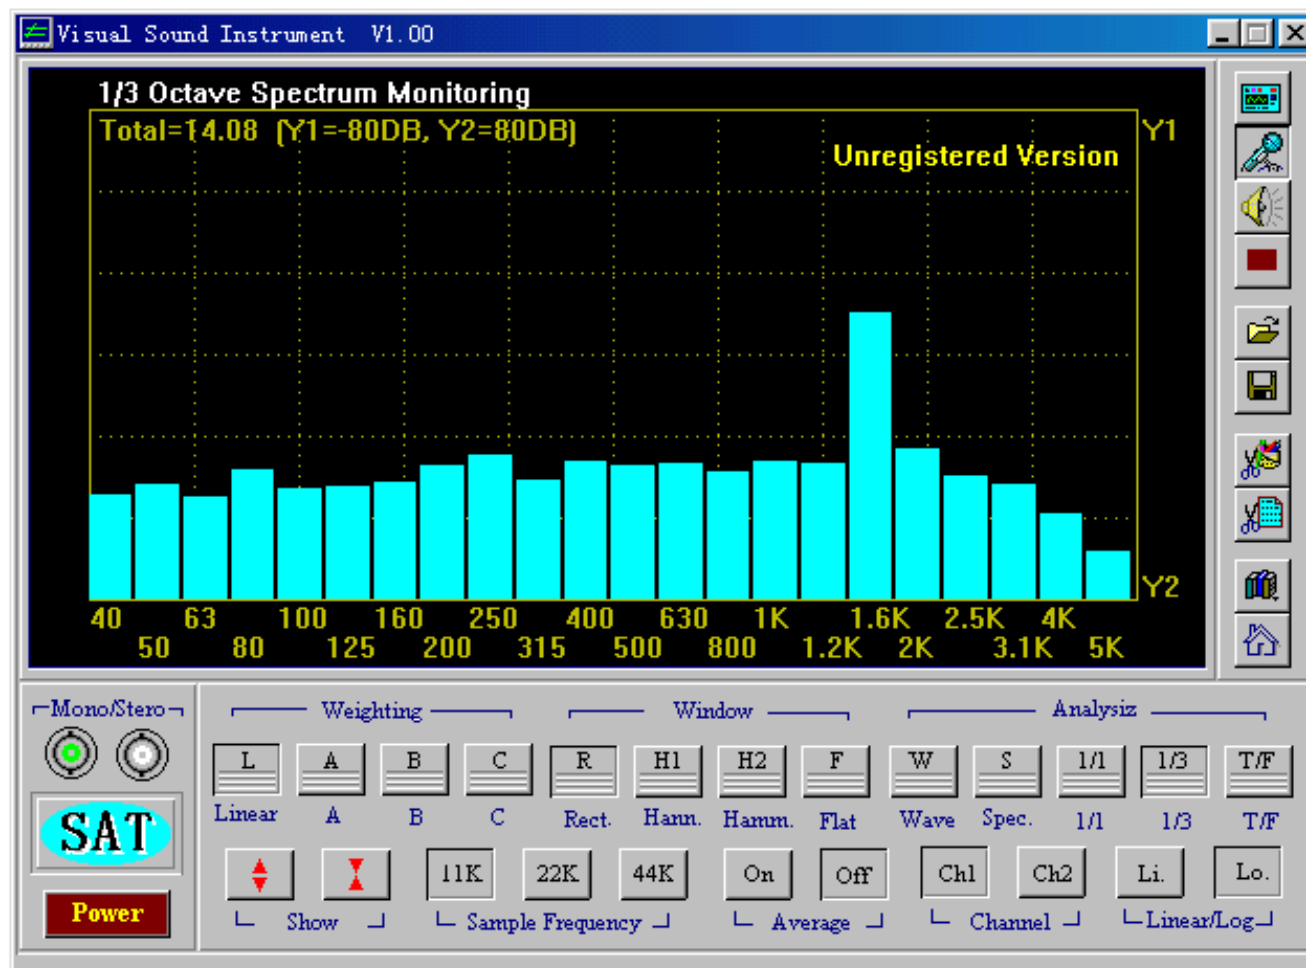 Visual Sound Instrument V1.00
1/3 Octave Spectrum Monitoring
Total=14.08 (Y1=-80DB, Y2=80DB)
Y1
Unregistered Version
Y2
40 63 100 160 250 400 630 1K 1.6K 2.5K 4K
50 80 125 200 315 500 800 1.2K 2K 3.1K 5K
Mono/Stero Weighting Window Analysiz
L A B C R H1 H2 F W S 1/1 1/3 T/F
Linear A B C Rect. Hann. Hamm. Flat Wave Spec. 1/1 1/3 T/F
SAT
11K 22K 44K On Off Ch1 Ch2 Li. Lo.
Power
Show Sample Frequency Average Channel Linear/Log